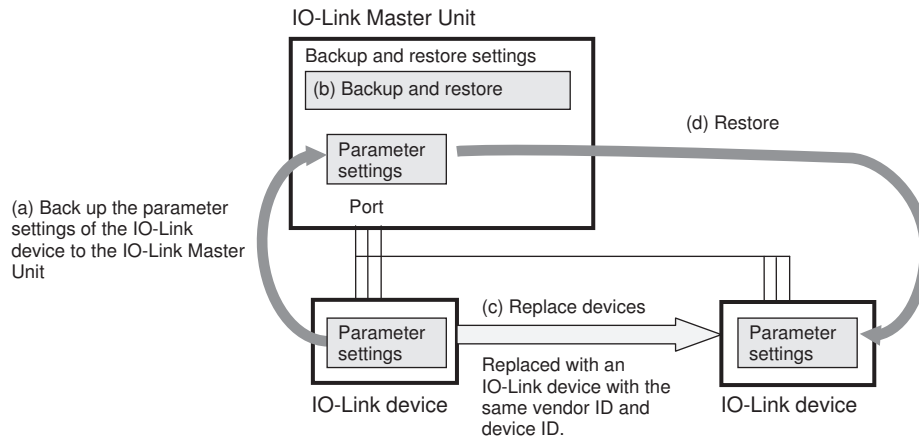 IO-Link Master Unit
Backup and restore settings
(b) Backup and restore
(d) Restore
Parameter
settings
(a) Back up the parameter
settings of the IO-Link
device to the IO-Link Master
Unit
Port
(c) Replace devices
Parameter
settings
Parameter
settings
Replaced with an
IO-Link device with the
same vendor ID and
device ID.
IO-Link device
IO-Link device